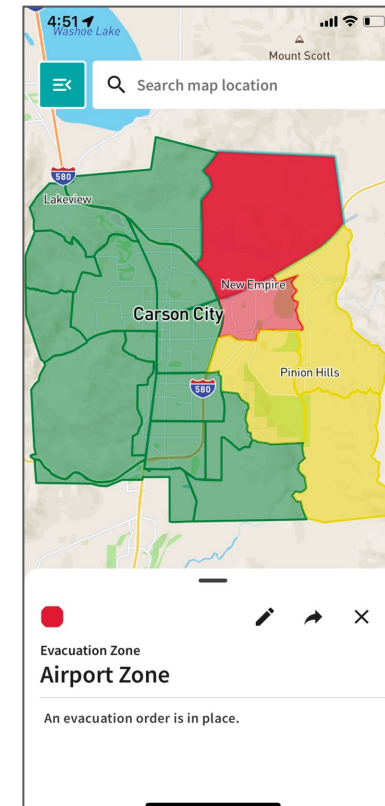 4:51
Washoe Lake
Mount Scott
Search map location
580
Lakeview
New Empire
Carson City
Pinion Hills
580
Evacuation Zone
Airport Zone
An evacuation order is in place.